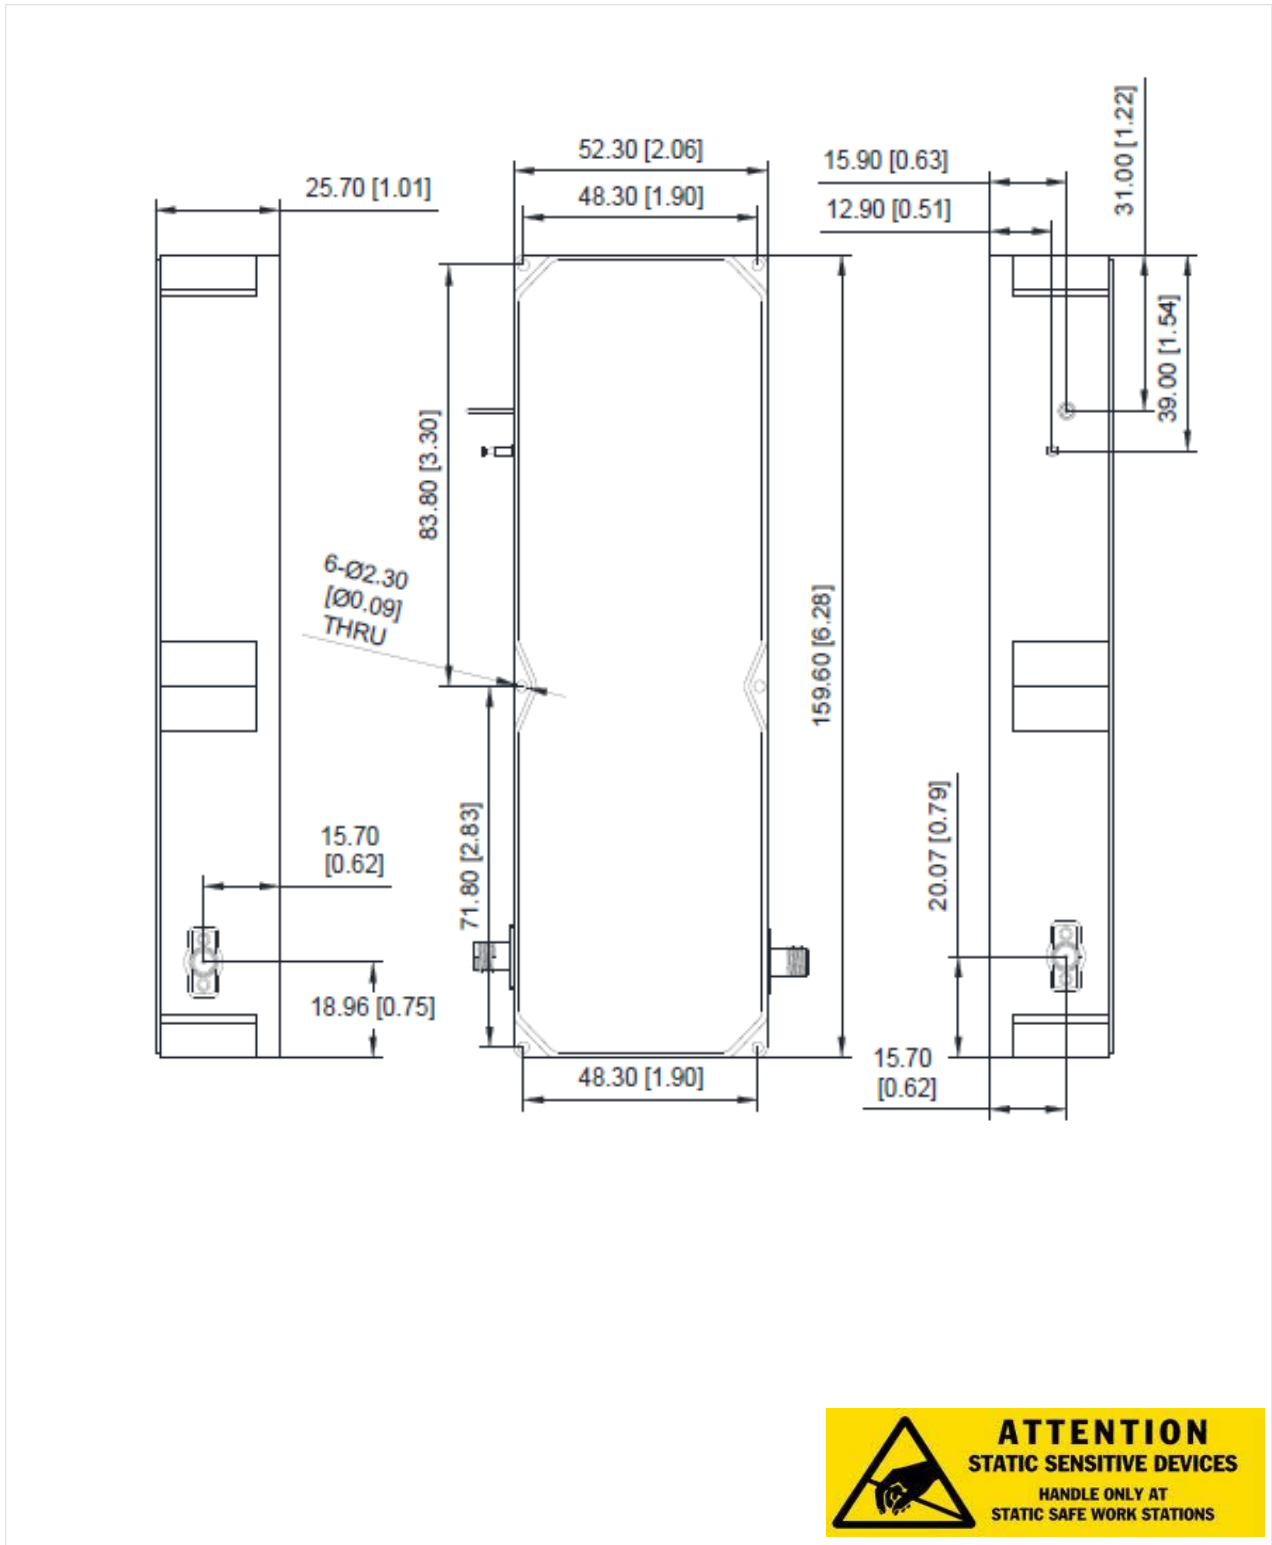 52.30 [2.06]
48.30 [1.90]
25.70 [1.01]
15.90 [0.63]
12.90 [0.51]
31.00 [1.22]
39.00 [1.54]
83.80 [3.30]
6-Ø2.30
[Ø0.09]
THRU
159.60 [6.28]
71.80 [2.83]
15.70
[0.62]
18.96 [0.75]
20.07 [0.79]
48.30 [1.90]
15.70
[0.62]
ATTENTION
STATIC SENSITIVE DEVICES
HANDLE ONLY AT
STATIC SAFE WORK STATIONS